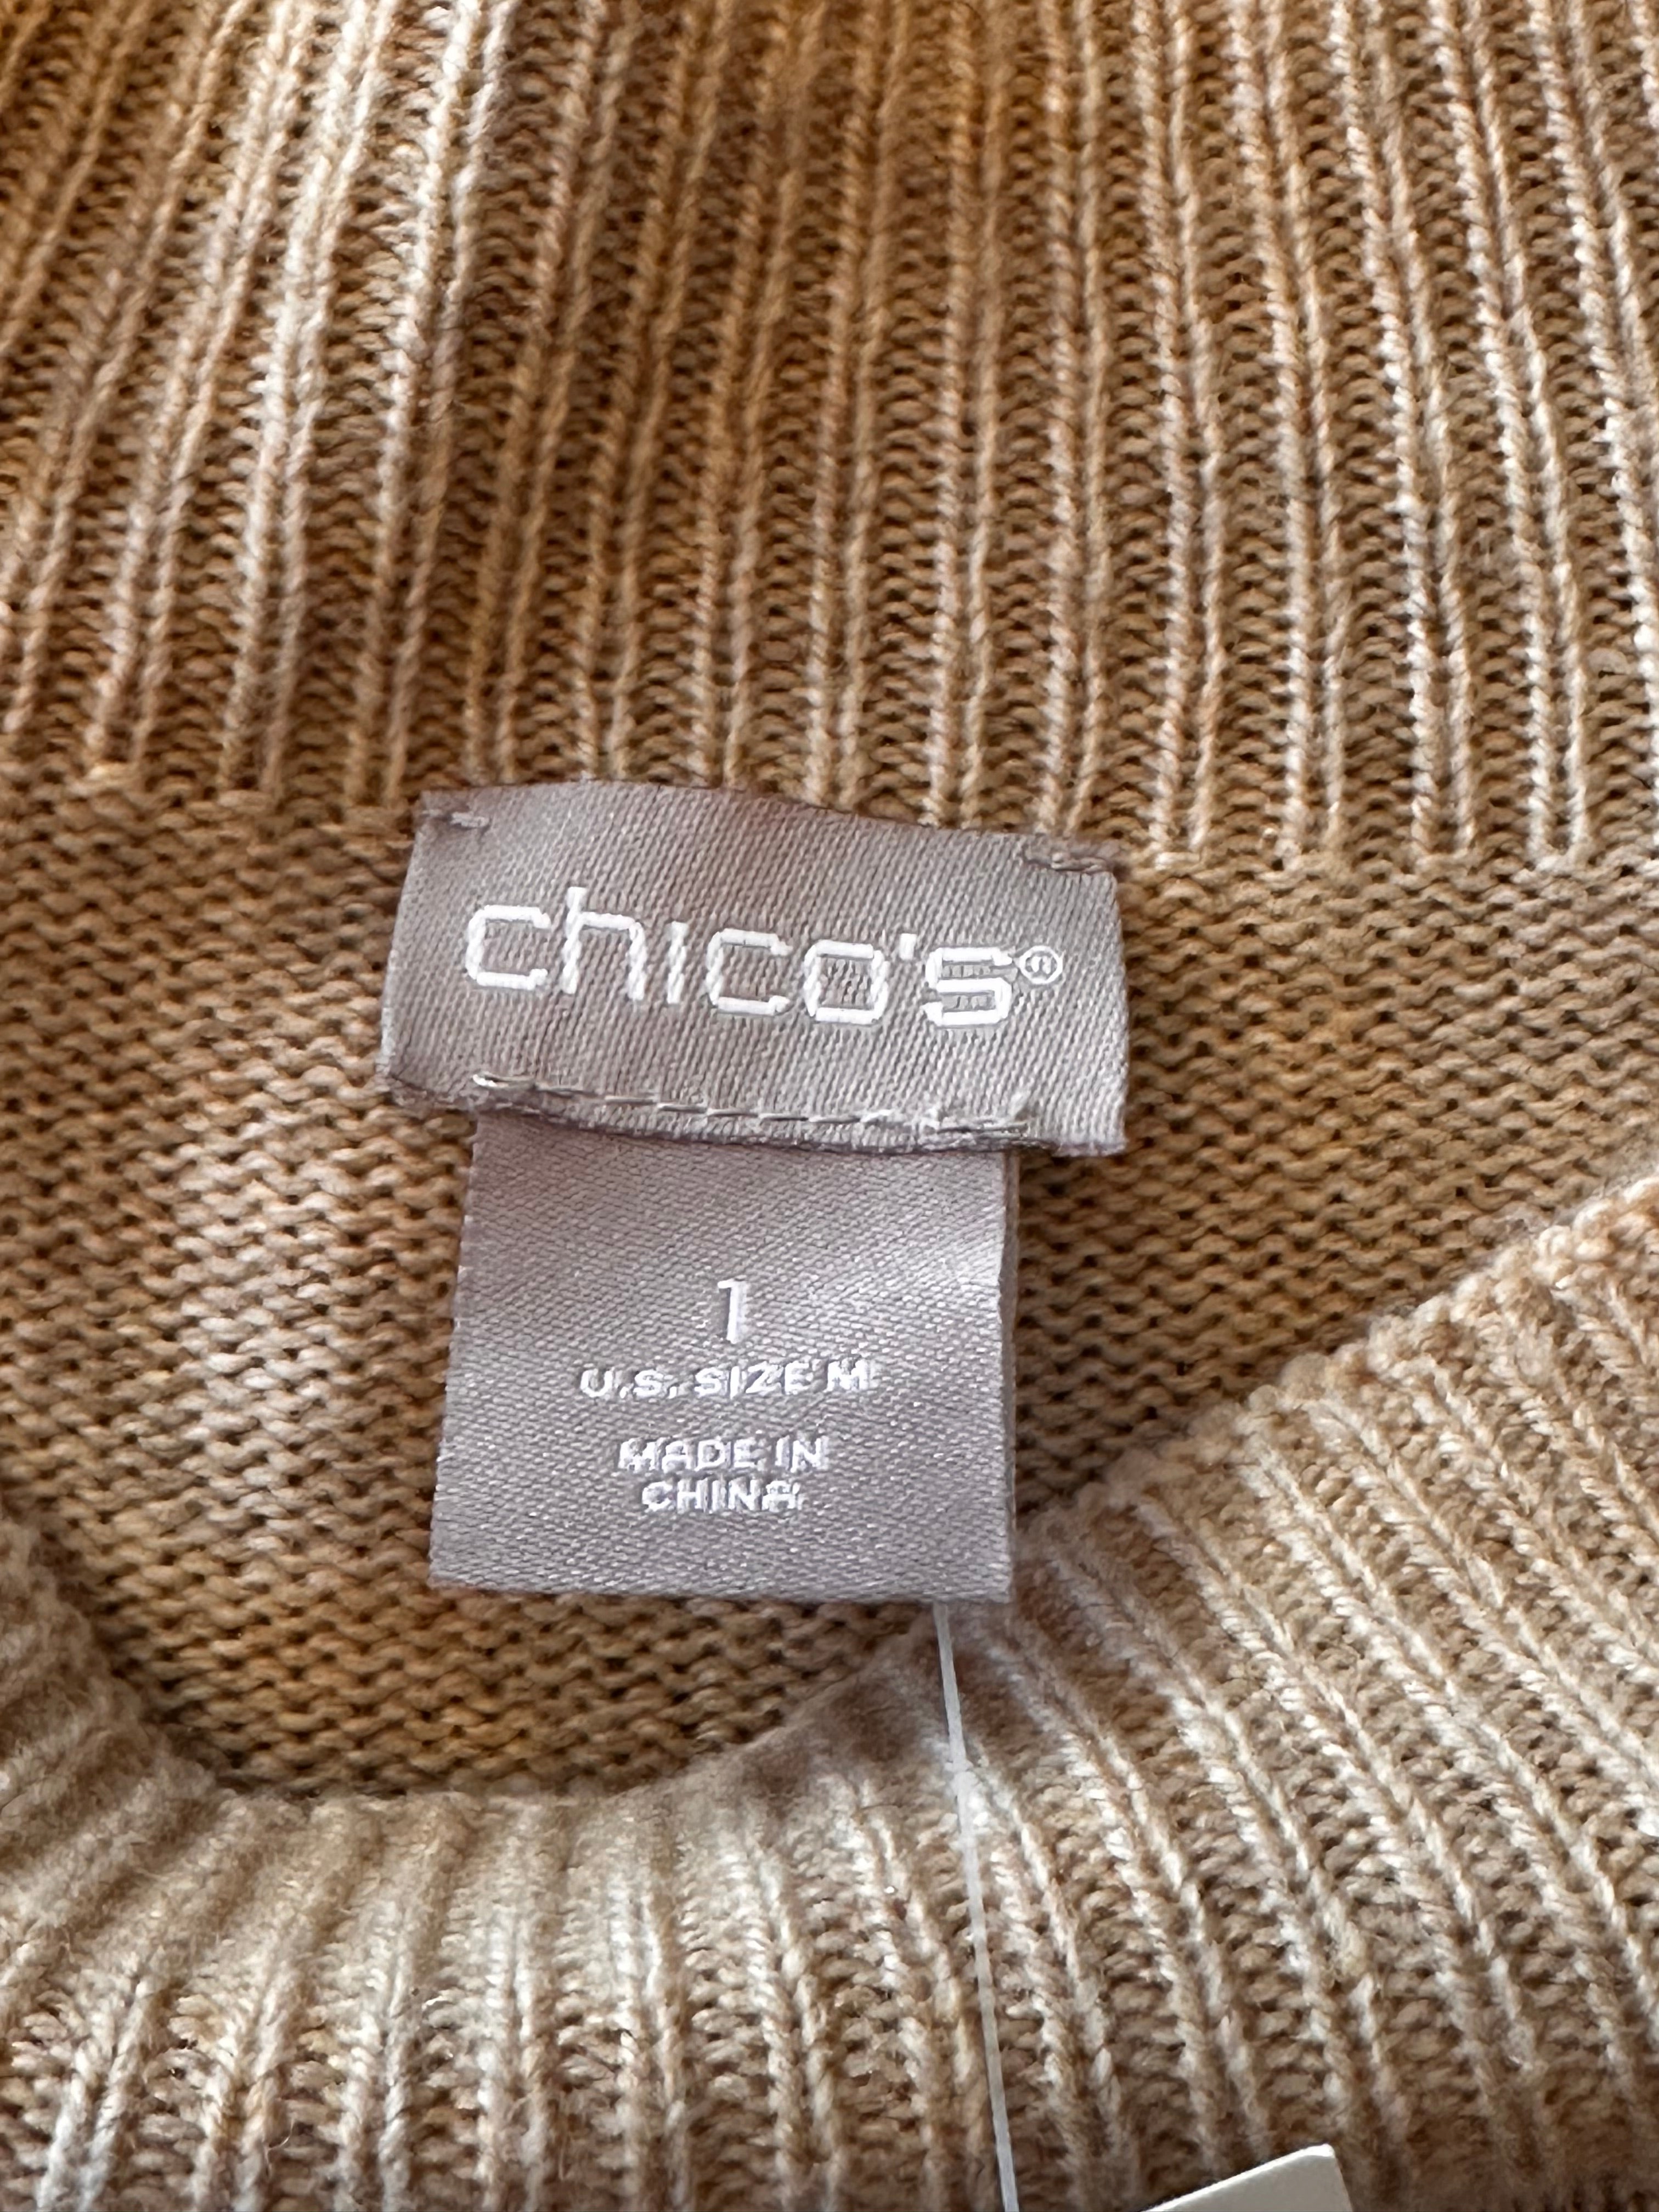 chico's®
1
U.S. SIZE M
MADE IN
CHINA